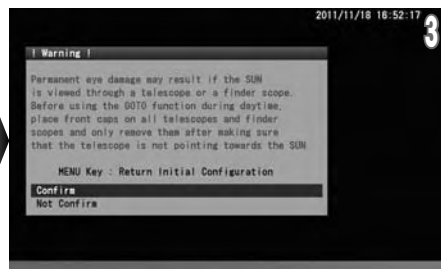 2011/11/18 16:52:17
3
! Warning !
Permanent eye damage may result if the SUN
is viewed through a telescope or a finder scope.
Before using the GOTO function during daytime,
place front caps on all telescopes and finder
scopes and only remove them after making sure
that the telescope is not pointing towards the SUN
MENU Key : Return Initial Configuration
Confirm
Not Confirm